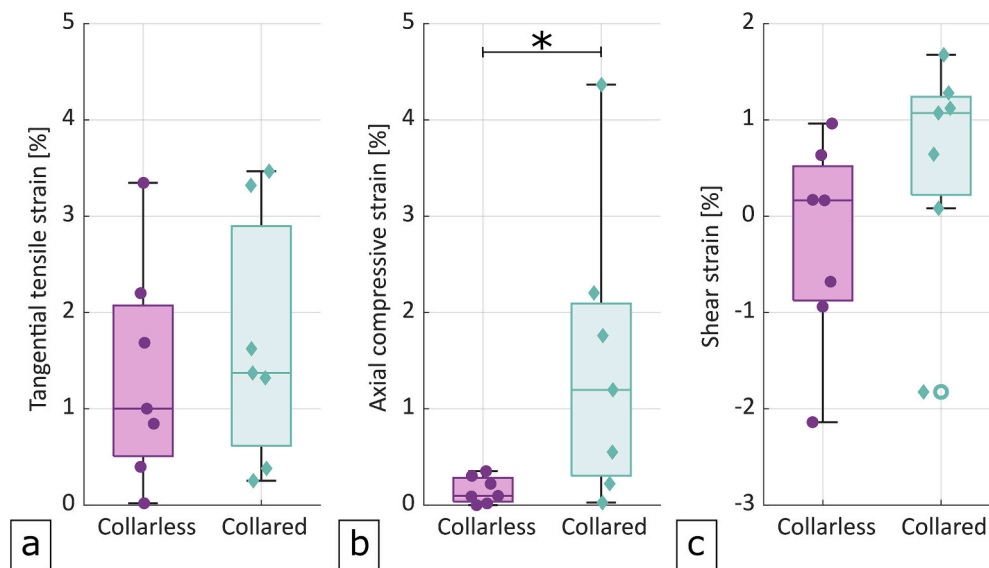 Tangential tensile strain [%]
5
4
3
2
1
0
Collarless Collared
a
Axial compressive strain [%]
5
4
3
2
1
0
*
Collarless Collared
b
Shear strain [%]
2
1
0
-1
-2
-3
Collarless Collared
c